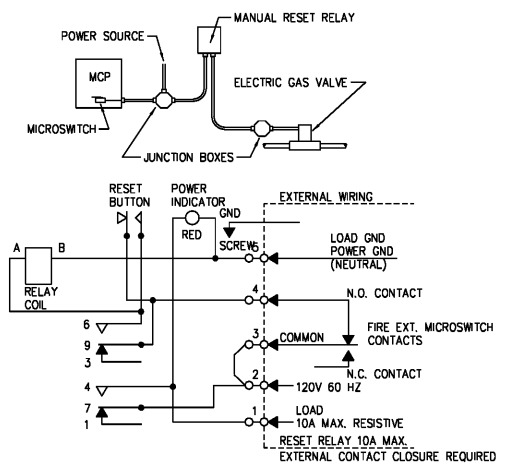 MANUAL RESET RELAY
POWER SOURCE
MCP
ELECTRIC GAS VALVE
MICROSWITCH
JUNCTION BOXES
RESET
BUTTON
POWER
INDICATOR
RED
GND
SCREW
EXTERNAL WIRING
A
B
RELAY
COIL
5
LOAD GND
POWER GND
(NEUTRAL)
4
N.O. CONTACT
6
9
3
3
COMMON
FIRE EXT. MICROSWITCH
CONTACTS
N.C. CONTACT
4
7
1
2
120V 60 HZ
1
LOAD
10A MAX. RESISTIVE
RESET RELAY 10A MAX.
EXTERNAL CONTACT CLOSURE REQUIRED